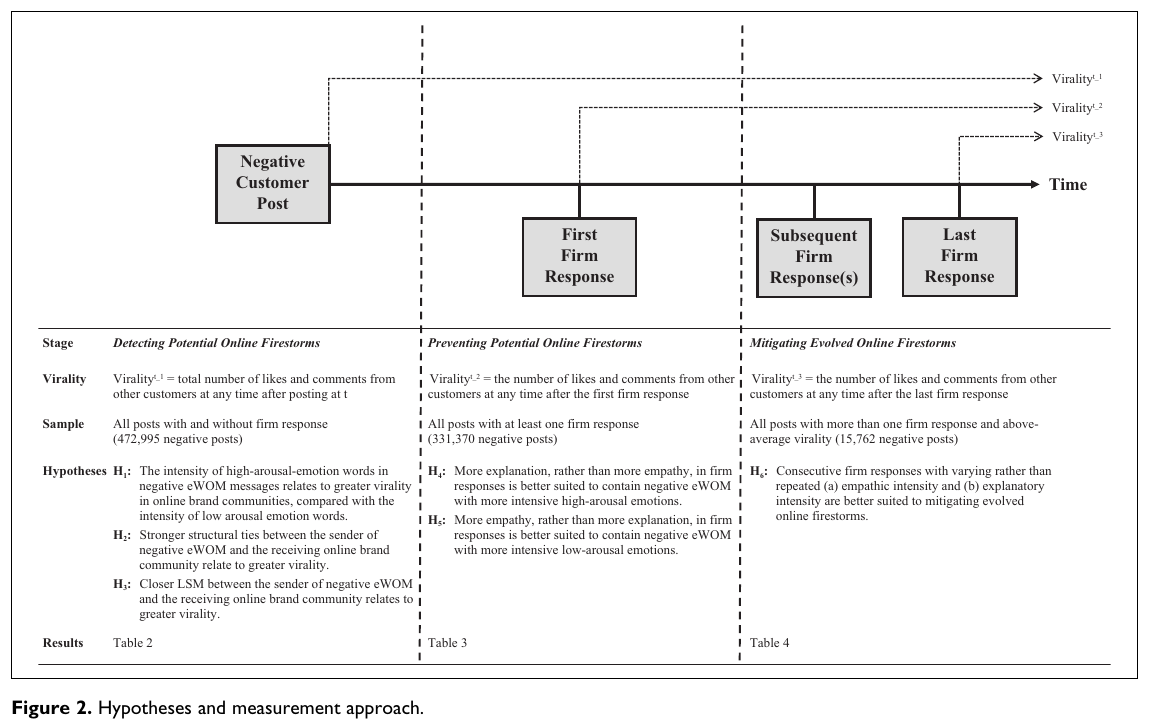 Virality^t_1
Virality^t_2
Virality^t_3
Time
Negative
Customer
Post
First
Firm
Response
Subsequent
Firm
Response(s)
Last
Firm
Response
Stage
Detecting Potential Online Firestorms
Preventing Potential Online Firestorms
Mitigating Evolved Online Firestorms
Virality
Virality^t_1 = total number of likes and comments from
other customers at any time after posting at t
Virality^t_2 = the number of likes and comments from other
customers at any time after the first firm response
Virality^t_3 = the number of likes and comments from other
customers at any time after the last firm response
Sample
All posts with and without firm response
(472,995 negative posts)
All posts with at least one firm response
(331,370 negative posts)
All posts with more than one firm response and above-
average virality (15,762 negative posts)
Hypotheses
H₁: The intensity of high-arousal-emotion words in
negative eWOM messages relates to greater virality
in online brand communities, compared with the
intensity of low arousal emotion words.
H₂: Stronger structural ties between the sender of
negative eWOM and the receiving online brand
community relate to greater virality.
H₃: Closer LSM between the sender of negative eWOM
and the receiving online brand community relates to
greater virality.
H₄: More explanation, rather than more empathy, in firm
responses is better suited to contain negative eWOM
with more intensive high-arousal emotions.
H₅: More empathy, rather than more explanation, in firm
responses is better suited to contain negative eWOM
with more intensive low-arousal emotions.
H₆: Consecutive firm responses with varying rather than
repeated (a) empathic intensity and (b) explanatory
intensity are better suited to mitigating evolved
online firestorms.
Results
Table 2
Table 3
Table 4
Figure 2. Hypotheses and measurement approach.